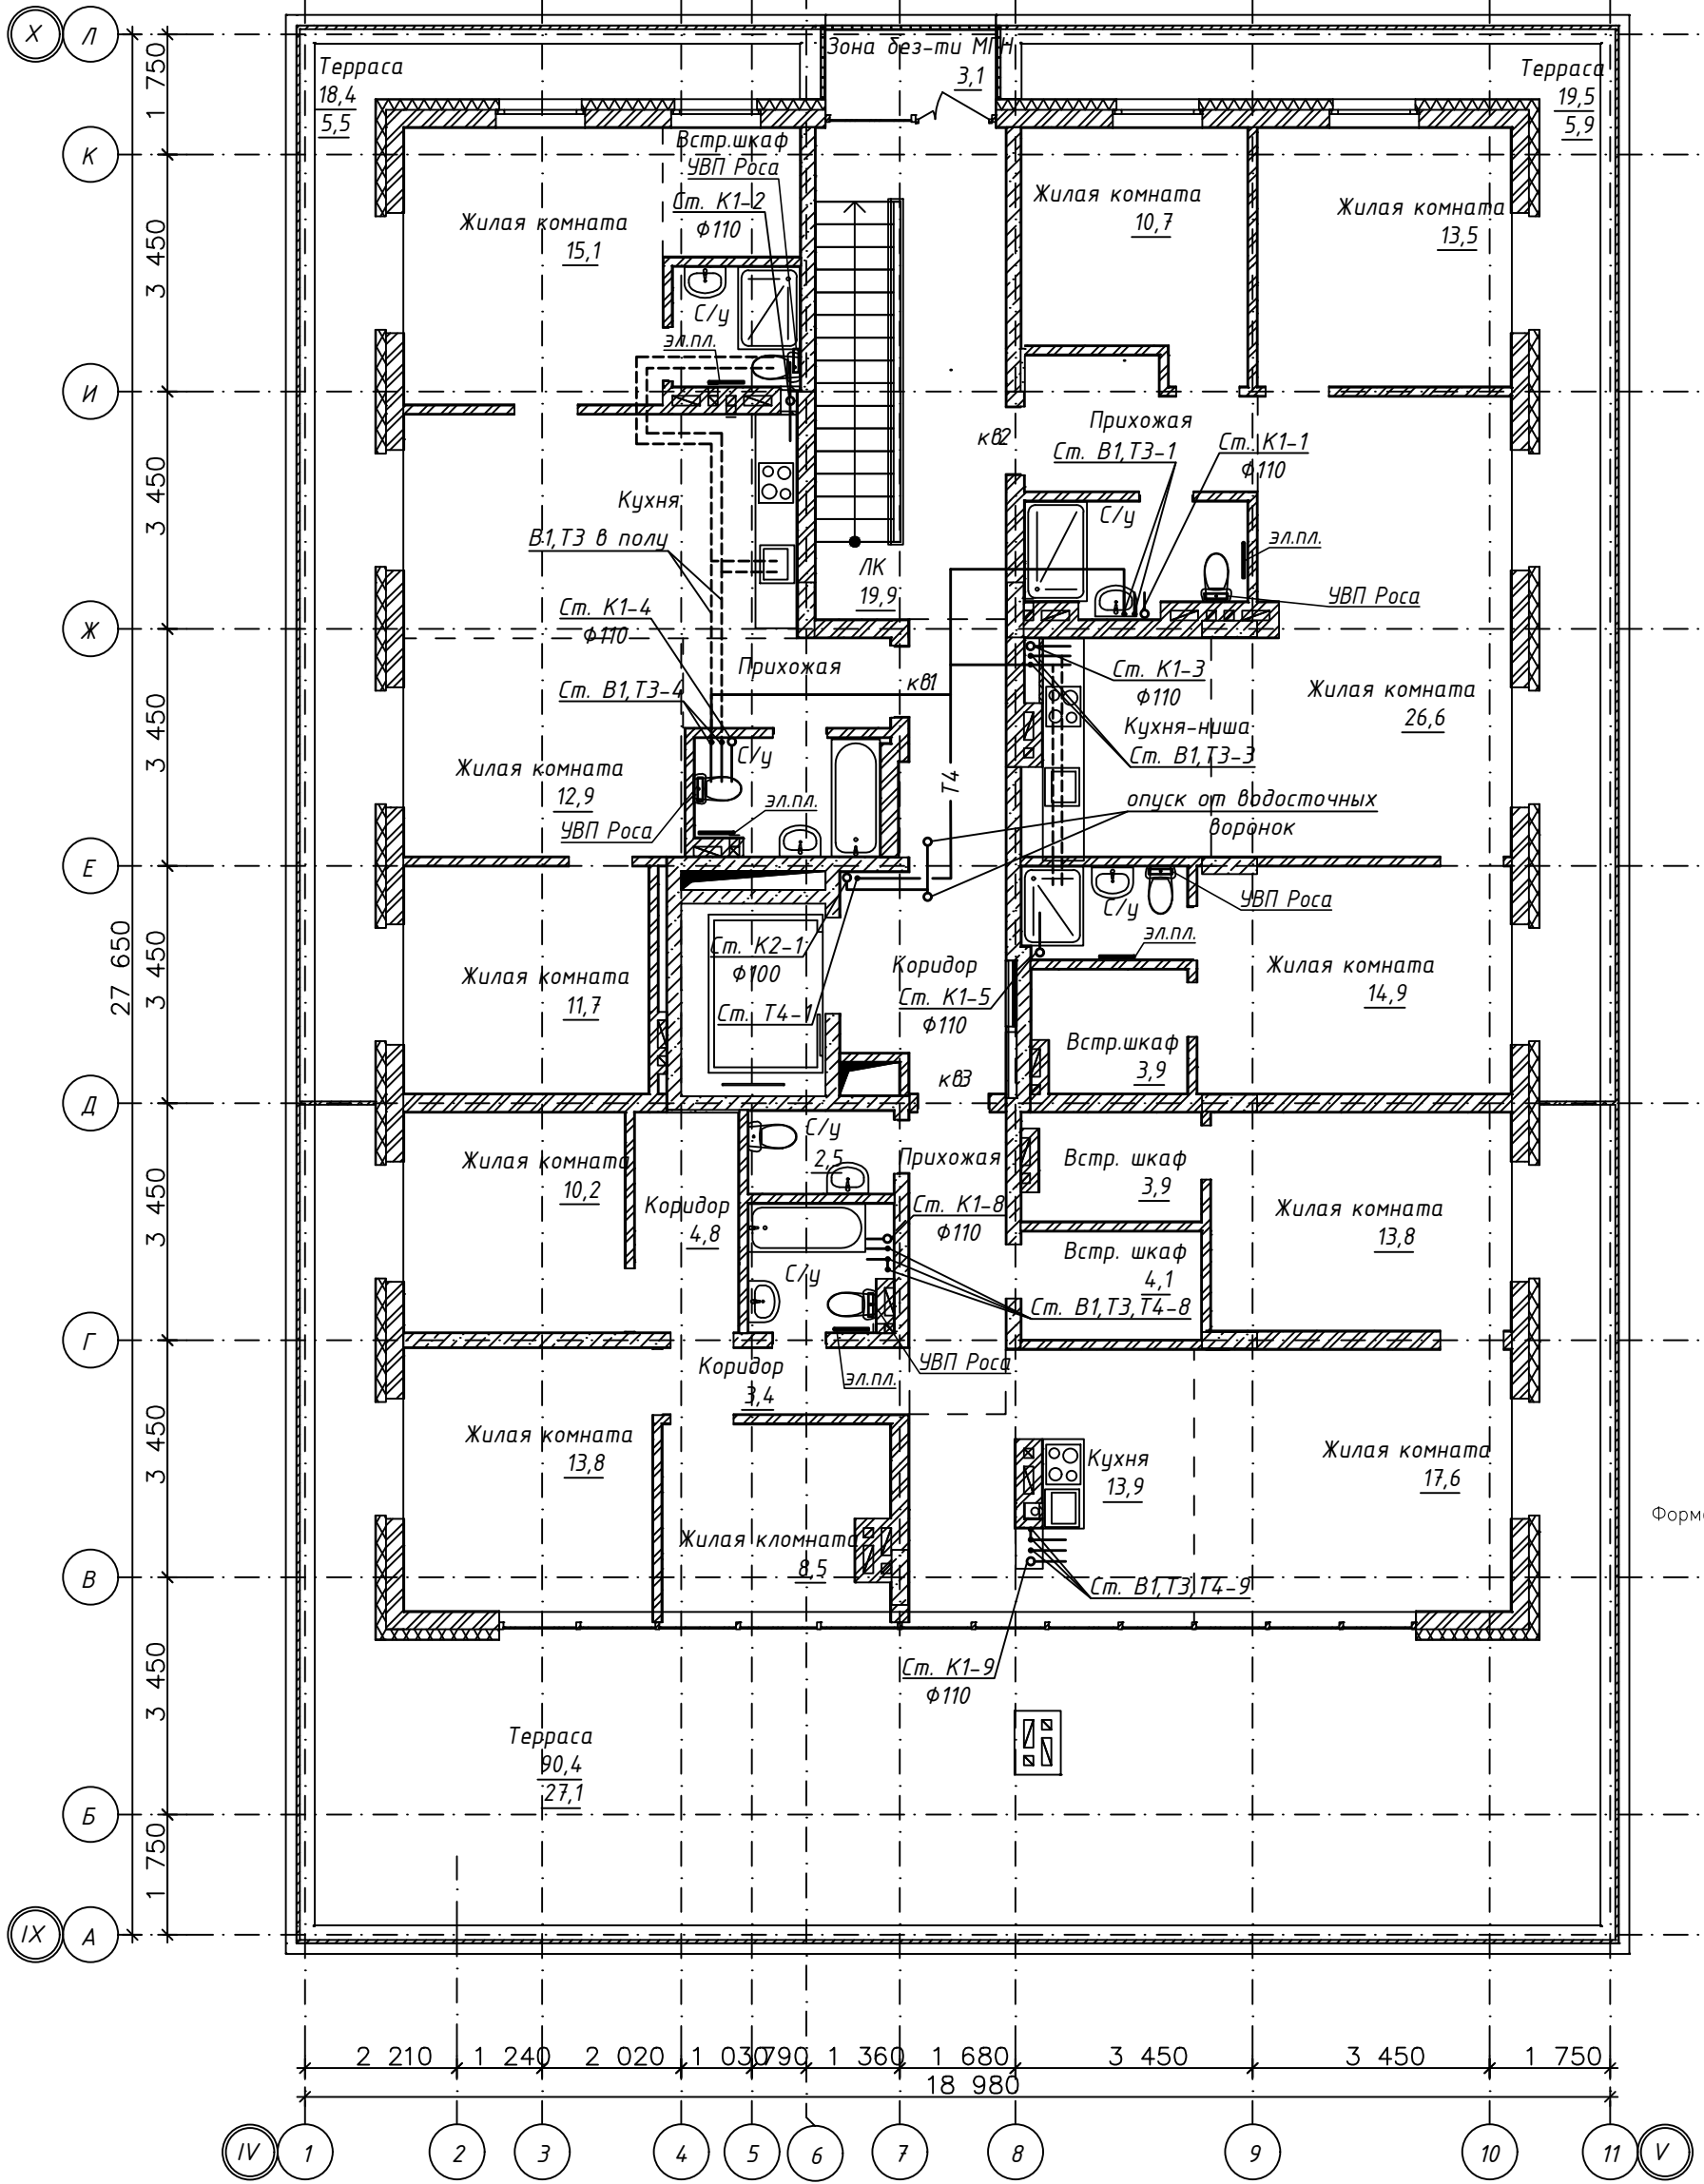 X
Л
Терраса
18,4
5,5
Зона без-ти МГН
3,1
Терраса
19,5
5,9
1 750
К
Встр.шкаф
УВП Роса
Ст. К1-2
ф110
Жилая комната
15,1
Жилая комната
10,7
Жилая комната
13,5
3 450
С/у
эл.пл.
И
Прихожая
кв2
Ст. В1,Т3-1
Ст. К1-1
ф110
Кухня
С/у
3 450
В1,Т3 в полу
эл.пл.
ЛК
19,9
УВП Роса
Ст. К1-4
ф110
Ж
Прихожая
кв1
Ст. К1-3
ф110
Ст. В1,Т3-4
Жилая комната
26,6
Кухня-ниша
Ст. В1,Т3-3
3 450
С/у
Жилая комната
12,9
Т4
эл.пл.
опуск от водосточных
воронок
УВП Роса
Е
УВП Роса
С/у
эл.пл.
27 650
3 450
Ст. К2-1
ф100
Коридор
Жилая комната
11,7
Жилая комната
14,9
Ст. К1-5
ф110
Ст. Т4-1
Встр.шкаф
3,9
кв3
Д
С/у
2,5
Прихожая
Жилая комната
10,2
Встр. шкаф
3,9
3 450
Коридор
4,8
Ст. К1-8
ф110
Жилая комната
13,8
Встр. шкаф
4,1
С/у
Ст. В1,Т3,Т4-8
Г
Коридор
3,4
УВП Роса
эл.пл.
3 450
Жилая комната
13,8
Кухня
13,9
Жилая комната
17,6
Форм
Жилая кломната
8,5
В
Ст. В1,Т3,Т4-9
3 450
Ст. К1-9
ф110
Терраса
90,4
27,1
Б
1 750
IX
А
2 210
1 240
2 020
1 030
790
1 360
1 680
3 450
3 450
1 750
18 980
IV
1
2
3
4
5
6
7
8
9
10
11
V